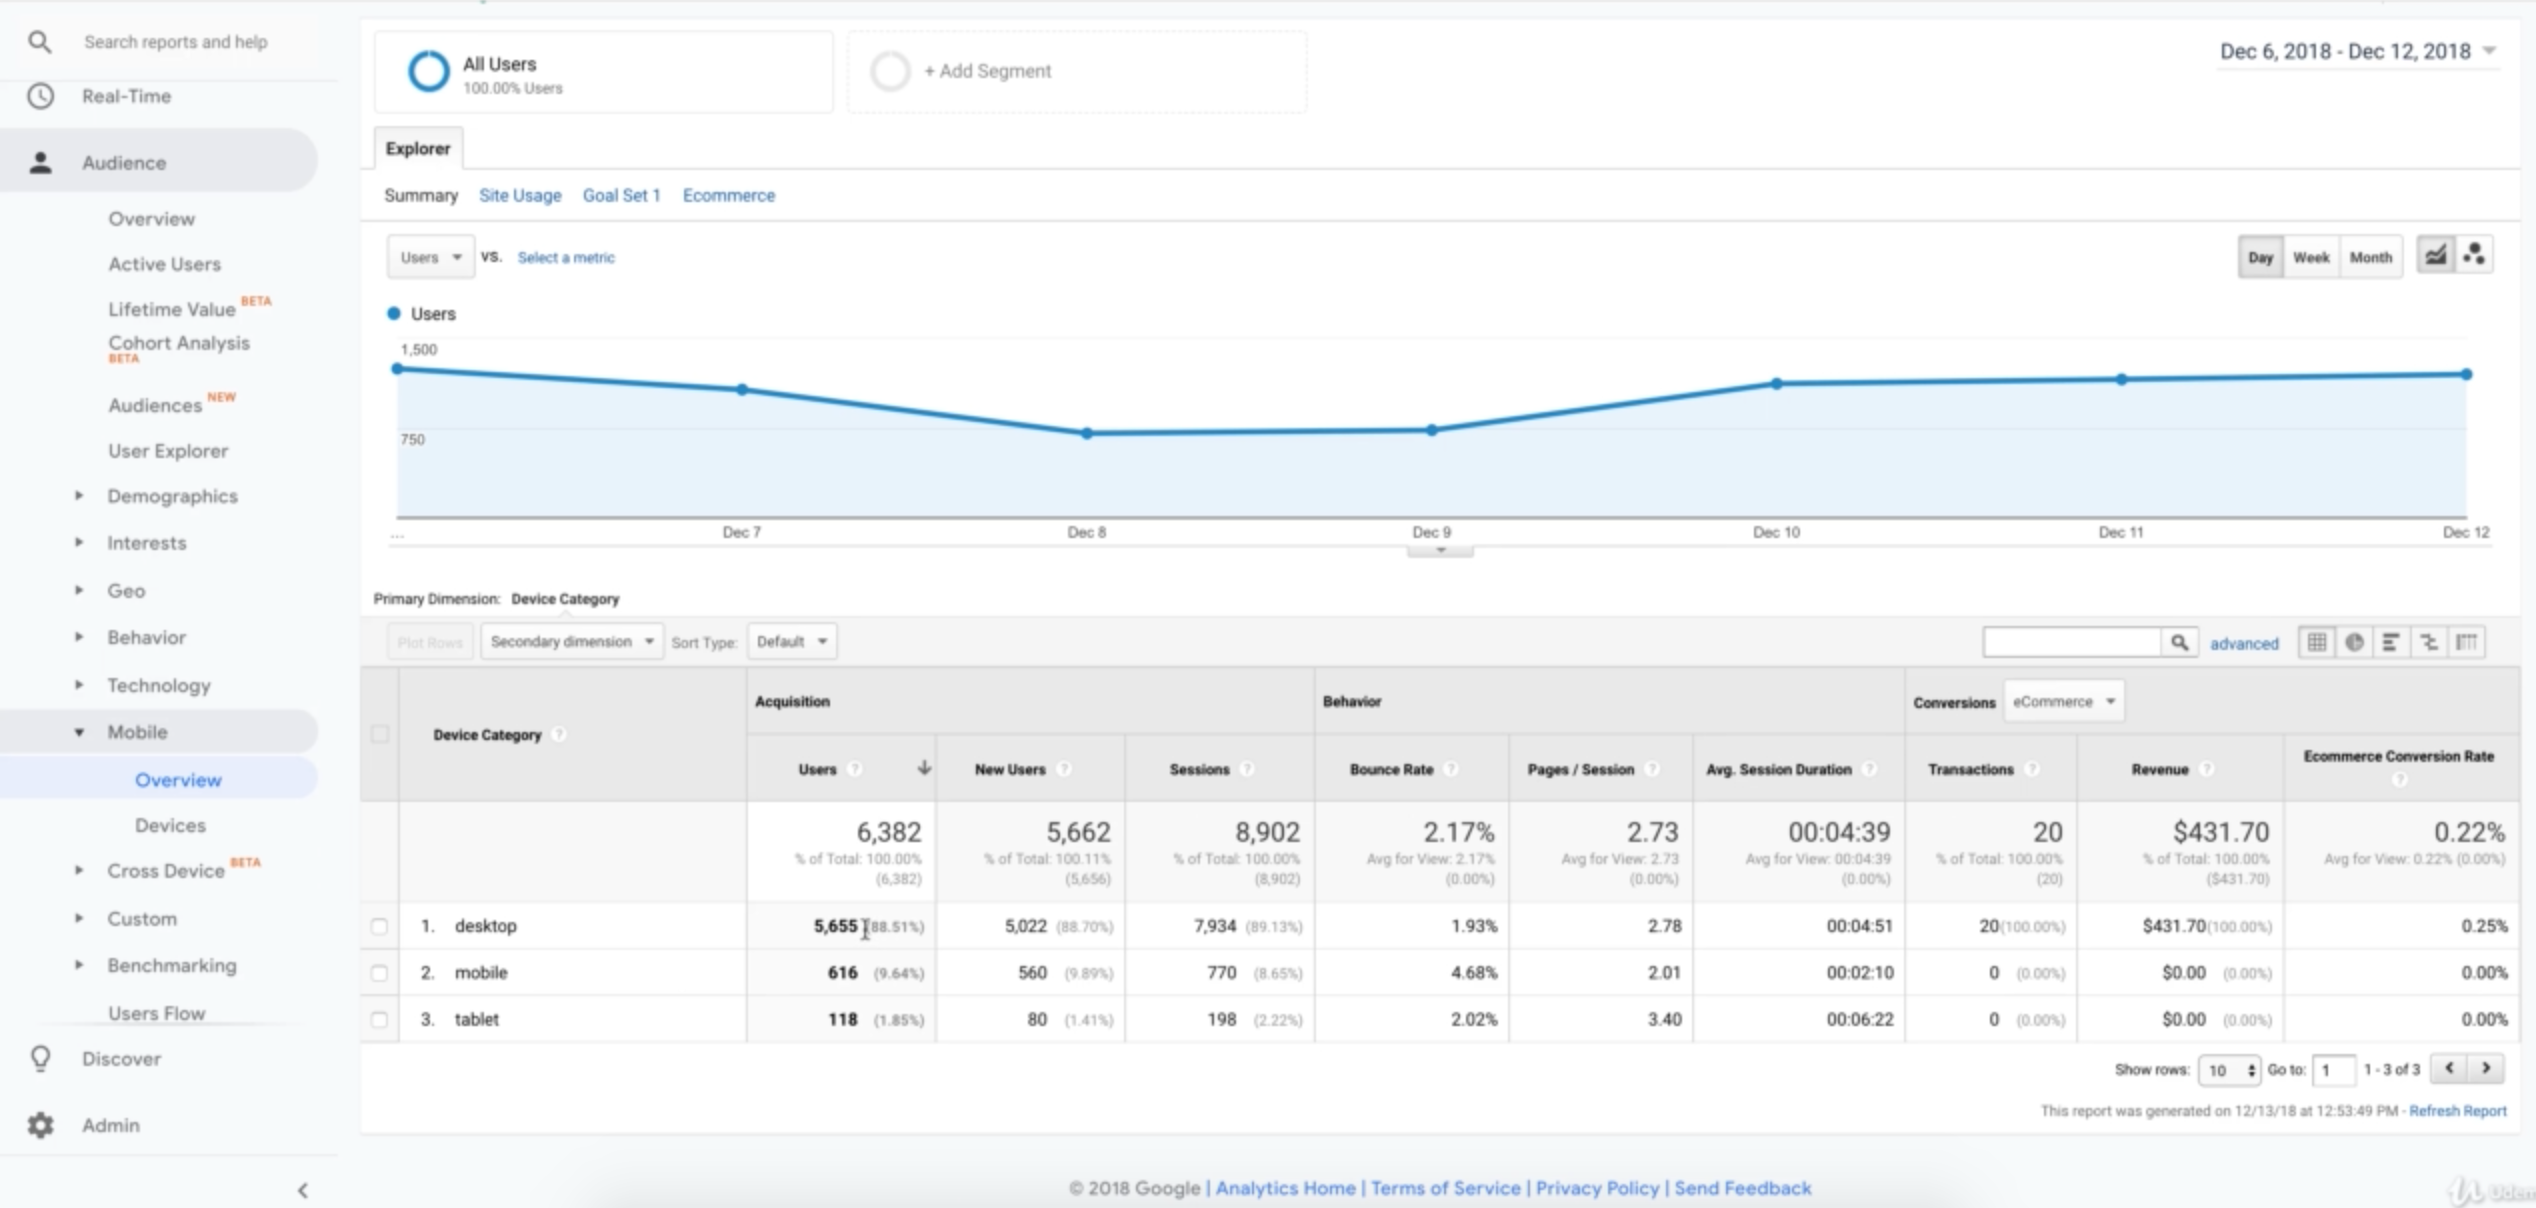 Search reports and help
Real-Time
Audience
Overview
Active Users
Lifetime Value BETA
Cohort Analysis
BETA
Audiences NEW
User Explorer
Demographics
Interests
Geo
Behavior
Technology
Mobile
Overview
Devices
Cross Device BETA
Custom
Benchmarking
Users Flow
Discover
Admin
All Users
100.00% Users
+ Add Segment
Dec 6, 2018 - Dec 12, 2018
Explorer
Summary Site Usage Goal Set 1 Ecommerce
Users VS. Select a metric
Day Week Month
Users
1,500
750
... Dec 7 Dec 8 Dec 9 Dec 10 Dec 11 Dec 12
Primary Dimension: Device Category
Plot Rows Secondary dimension Sort Type: Default advanced
Device Category ?
Acquisition Behavior Conversions eCommerce
Users ? New Users ? Sessions ? Bounce Rate ? Pages / Session ? Avg. Session Duration ? Transactions ? Revenue ? Ecommerce Conversion Rate ?
6,382 5,662 8,902 2.17% 2.73 00:04:39 20 $431.70 0.22%
% of Total: 100.00% % of Total: 100.11% % of Total: 100.00% Avg for View: 2.17% Avg for View: 2.73 Avg for View: 00:04:39 % of Total: 100.00% % of Total: 100.00% Avg for View: 0.22% (0.00%)
(6,382) (5,656) (8,902) (0.00%) (0.00%) (0.00%) (20) ($431.70)
1. desktop 5,655 (88.51%) 5,022 (88.70%) 7,934 (89.13%) 1.93% 2.78 00:04:51 20 (100.00%) $431.70 (100.00%) 0.25%
2. mobile 616 (9.64%) 560 (9.89%) 770 (8.65%) 4.68% 2.01 00:02:10 0 (0.00%) $0.00 (0.00%) 0.00%
3. tablet 118 (1.85%) 80 (1.41%) 198 (2.22%) 2.02% 3.40 00:06:22 0 (0.00%) $0.00 (0.00%) 0.00%
Show rows: 10 Go to: 1 1 - 3 of 3
This report was generated on 12/13/18 at 12:53:49 PM - Refresh Report
© 2018 Google | Analytics Home | Terms of Service | Privacy Policy | Send Feedback